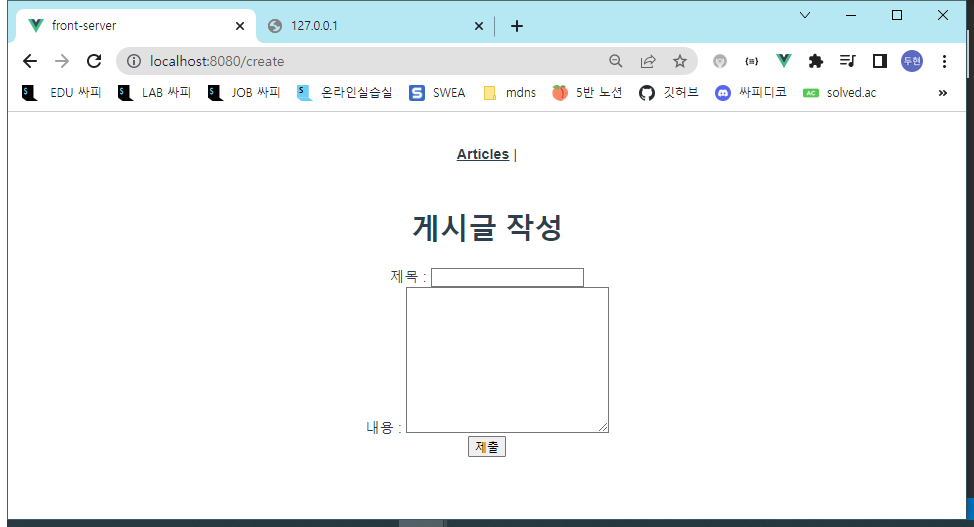 front-server
127.0.0.1
localhost:8080/create
두현
EDU 싸피
LAB 싸피
JOB 싸피
온라인실습실
SWEA
mdns
5반 노션
깃허브
싸피디코
AC solved.ac
Articles |
게시글 작성
제목 :
내용 :
제출